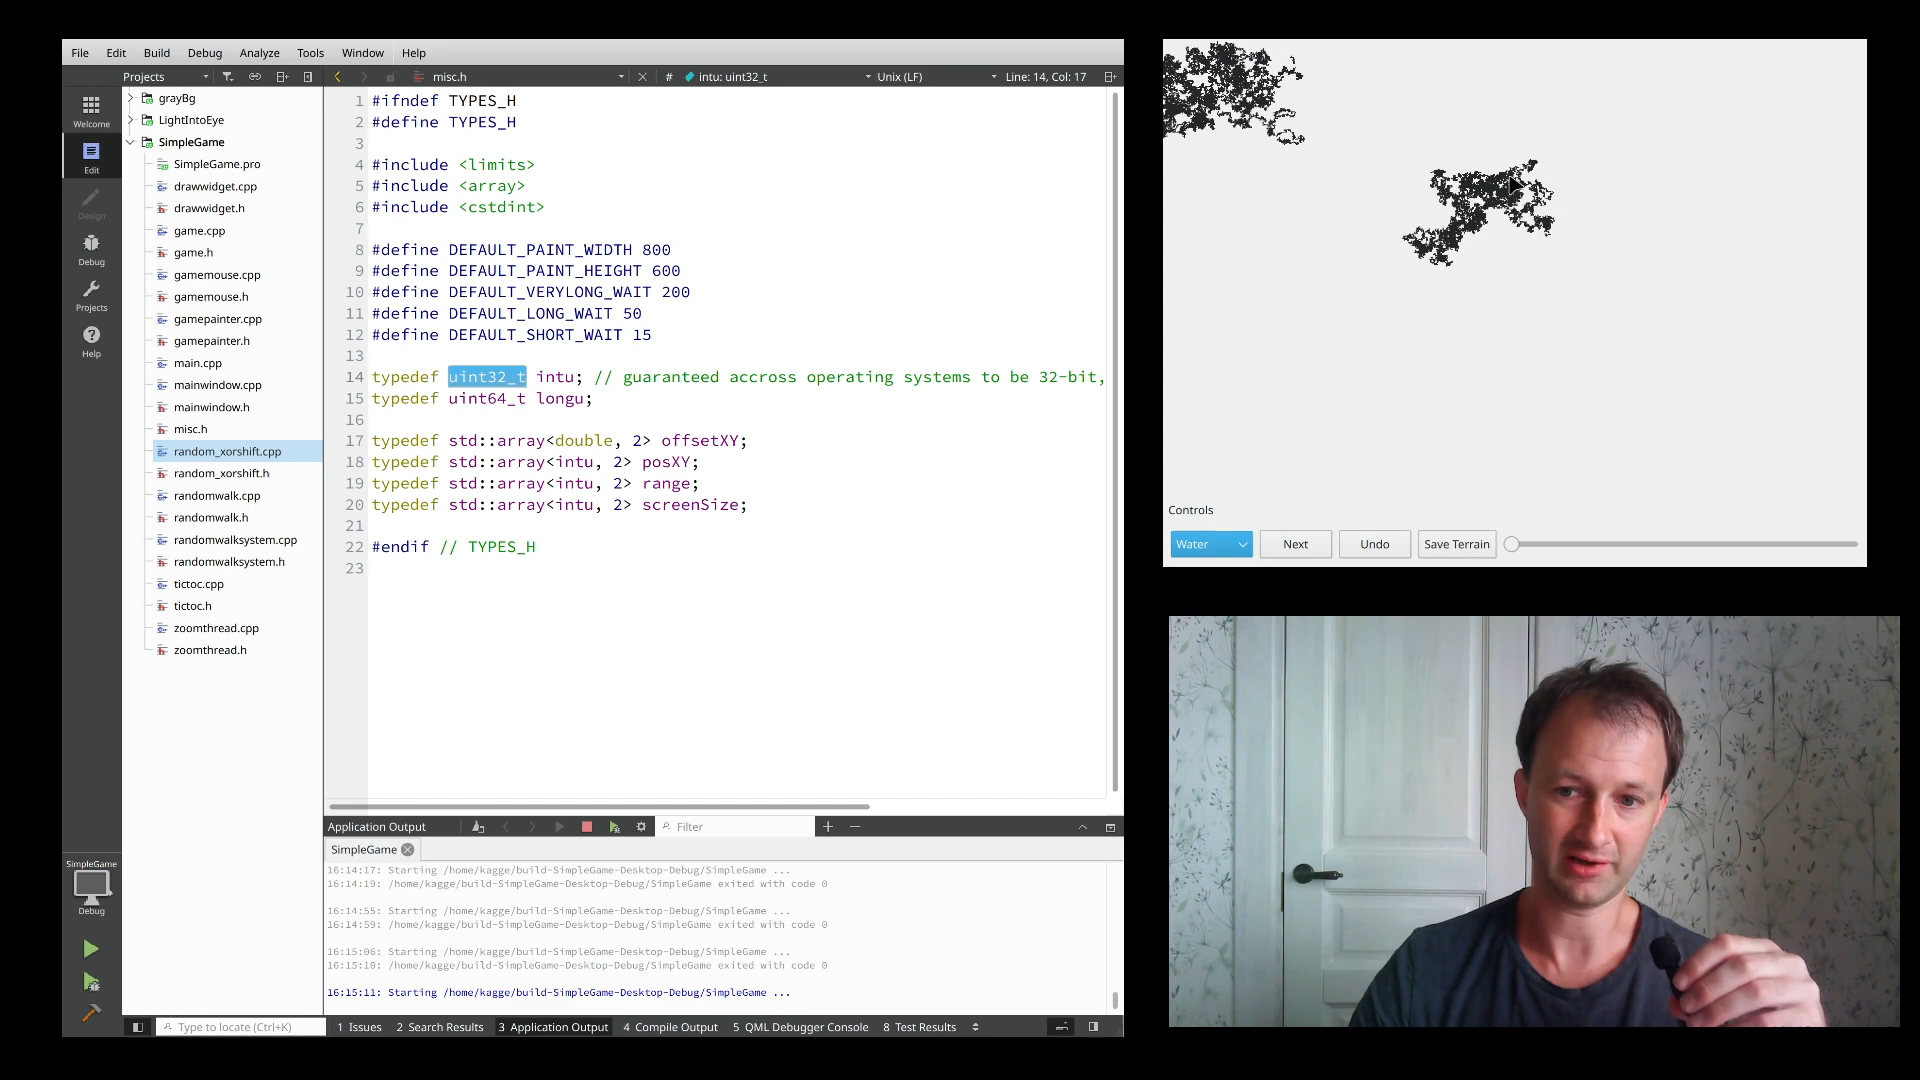 File Edit Build Debug Analyze Tools Window Help
Projects
misc.h
# intu: uint32_t
Unix (LF)
Line: 14, Col: 17
Welcome
Edit
Design
Debug
Projects
Help
grayBg
LightIntoEye
SimpleGame
SimpleGame.pro
drawwidget.cpp
drawwidget.h
game.cpp
game.h
gamemouse.cpp
gamemouse.h
gamepainter.cpp
gamepainter.h
main.cpp
mainwindow.cpp
mainwindow.h
misc.h
random_xorshift.cpp
random_xorshift.h
randomwalk.cpp
randomwalk.h
randomwalksystem.cpp
randomwalksystem.h
tictoc.cpp
tictoc.h
zoomthread.cpp
zoomthread.h
1 #ifndef TYPES_H
2 #define TYPES_H
3
4 #include <limits>
5 #include <array>
6 #include <cstdint>
7
8 #define DEFAULT_PAINT_WIDTH 800
9 #define DEFAULT_PAINT_HEIGHT 600
10 #define DEFAULT_VERYLONG_WAIT 200
11 #define DEFAULT_LONG_WAIT 50
12 #define DEFAULT_SHORT_WAIT 15
13
14 typedef uint32_t intu; // guaranteed accross operating systems to be 32-bit,
15 typedef uint64_t longu;
16
17 typedef std::array<double, 2> offsetXY;
18 typedef std::array<intu, 2> posXY;
19 typedef std::array<intu, 2> range;
20 typedef std::array<intu, 2> screenSize;
21
22 #endif // TYPES_H
23
Application Output
Filter
SimpleGame
16:14:17: Starting /home/kagge/build-SimpleGame-Desktop-Debug/SimpleGame ...
16:14:19: /home/kagge/build-SimpleGame-Desktop-Debug/SimpleGame exited with code 0
16:14:55: Starting /home/kagge/build-SimpleGame-Desktop-Debug/SimpleGame ...
16:14:59: /home/kagge/build-SimpleGame-Desktop-Debug/SimpleGame exited with code 0
16:15:06: Starting /home/kagge/build-SimpleGame-Desktop-Debug/SimpleGame ...
16:15:10: /home/kagge/build-SimpleGame-Desktop-Debug/SimpleGame exited with code 0
16:15:11: Starting /home/kagge/build-SimpleGame-Desktop-Debug/SimpleGame ...
SimpleGame
Debug
Type to locate (Ctrl+K)
1 Issues 2 Search Results 3 Application Output 4 Compile Output 5 QML Debugger Console 8 Test Results
Controls
Water Next Undo Save Terrain